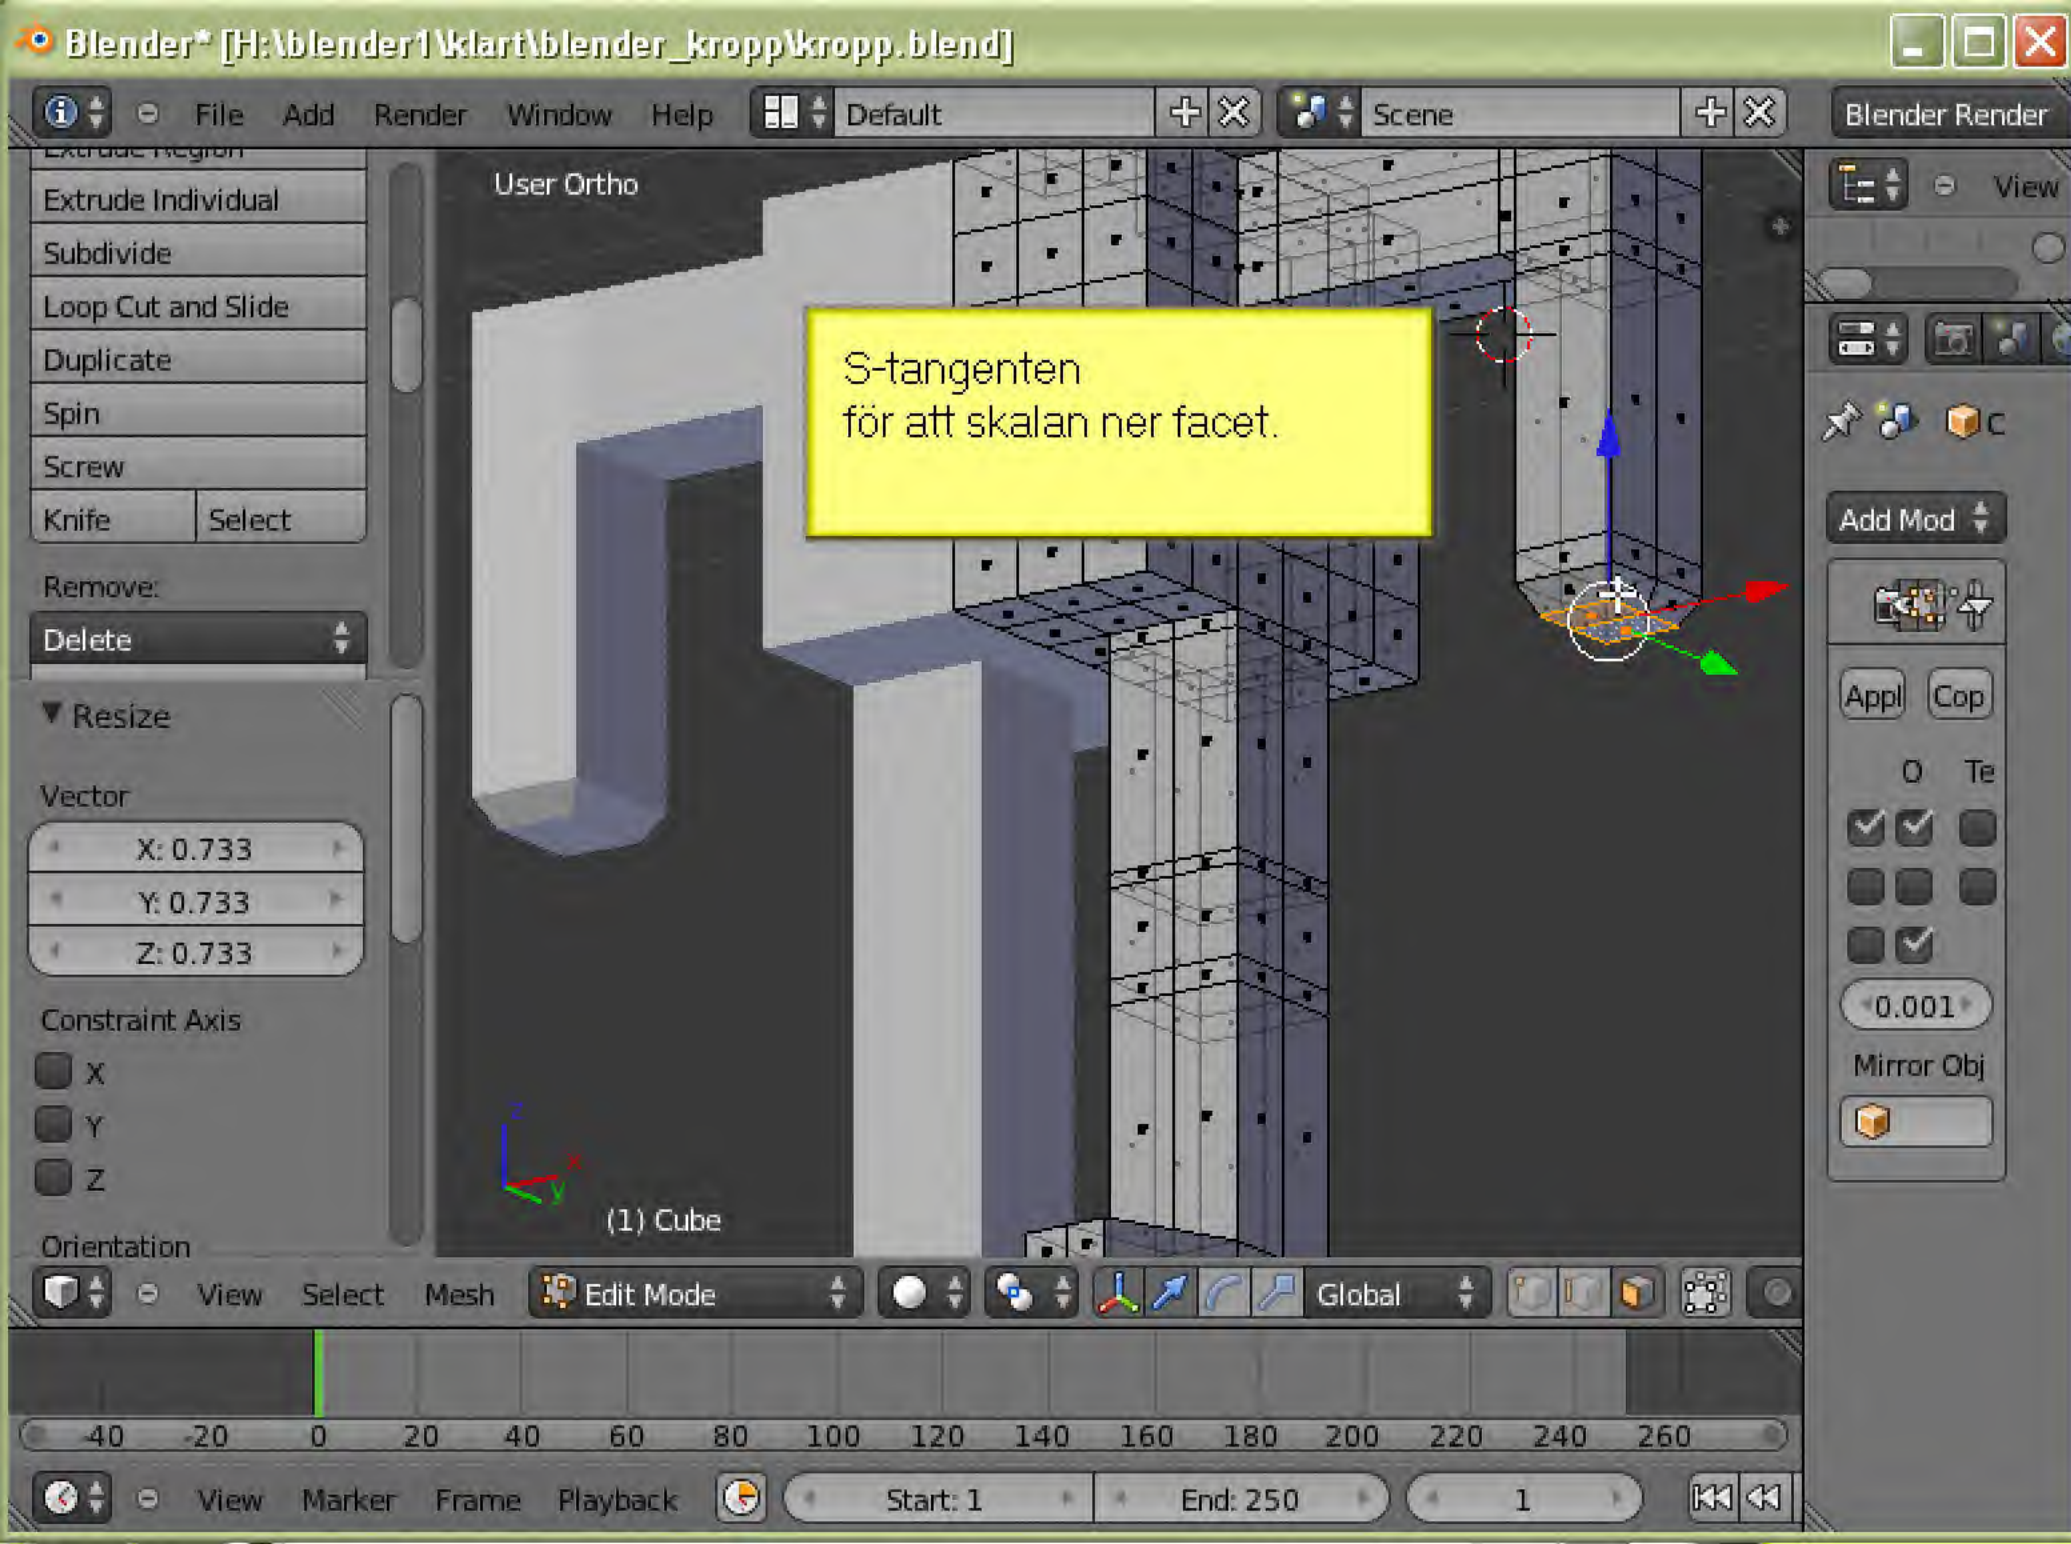 Blender* [H:\blender1\klart\blender_kropp\kropp.blend]
File Add Render Window Help Default Scene Blender Render
Extrude Region
User Ortho
View
Extrude Individual
Subdivide
Loop Cut and Slide
Duplicate
Spin
Screw
Knife Select
S-tangenten
för att skalan ner facet.
C
Add Mod
Remove:
Delete
Appl Cop
Resize
O Te
Vector
X: 0.733
Y: 0.733
Z: 0.733
0.001
Constraint Axis
Mirror Obj
X
Y
Z
z
x
y
(1) Cube
Orientation
View Select Mesh Edit Mode Global
-40 -20 0 20 40 60 80 100 120 140 160 180 200 220 240 260
View Marker Frame Playback Start: 1 End: 250 1